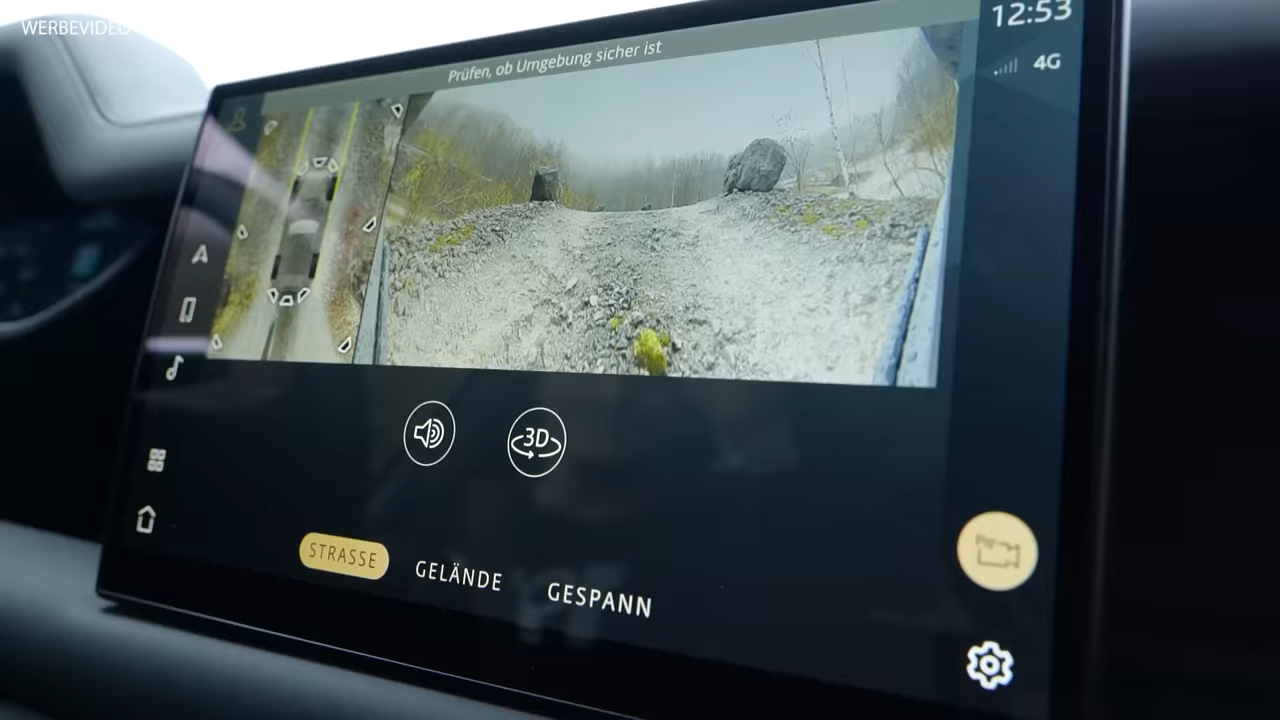 WERBEVIDEO
12:53
Prüfen, ob Umgebung sicher ist
4G
A
3D
STRASSE
GELÄNDE
GESPANN